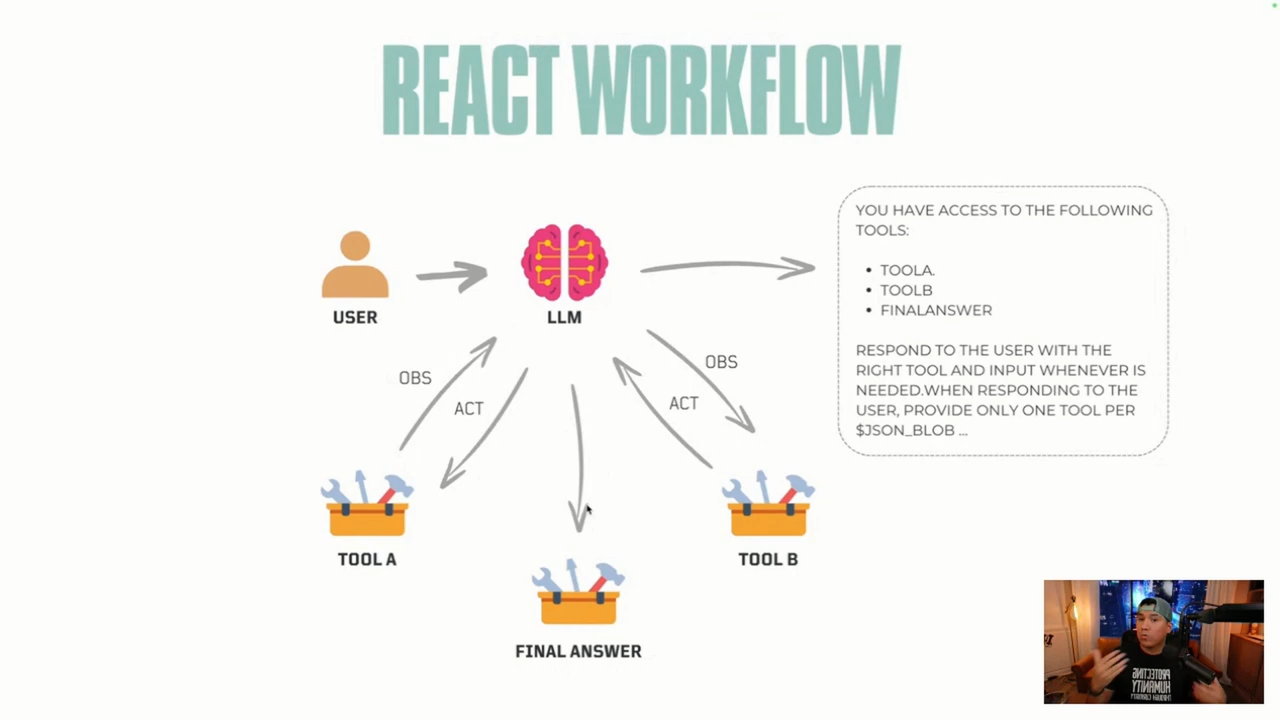 REACT WORKFLOW
YOU HAVE ACCESS TO THE FOLLOWING
TOOLS:
• TOOLA.
• TOOLB
• FINALANSWER
RESPOND TO THE USER WITH THE
RIGHT TOOL AND INPUT WHENEVER IS
NEEDED.WHEN RESPONDING TO THE
USER, PROVIDE ONLY ONE TOOL PER
$JSON_BLOB ...
USER
LLM
OBS
ACT
OBS
ACT
TOOL A
TOOL B
FINAL ANSWER
PROTECTING
HUMANITY